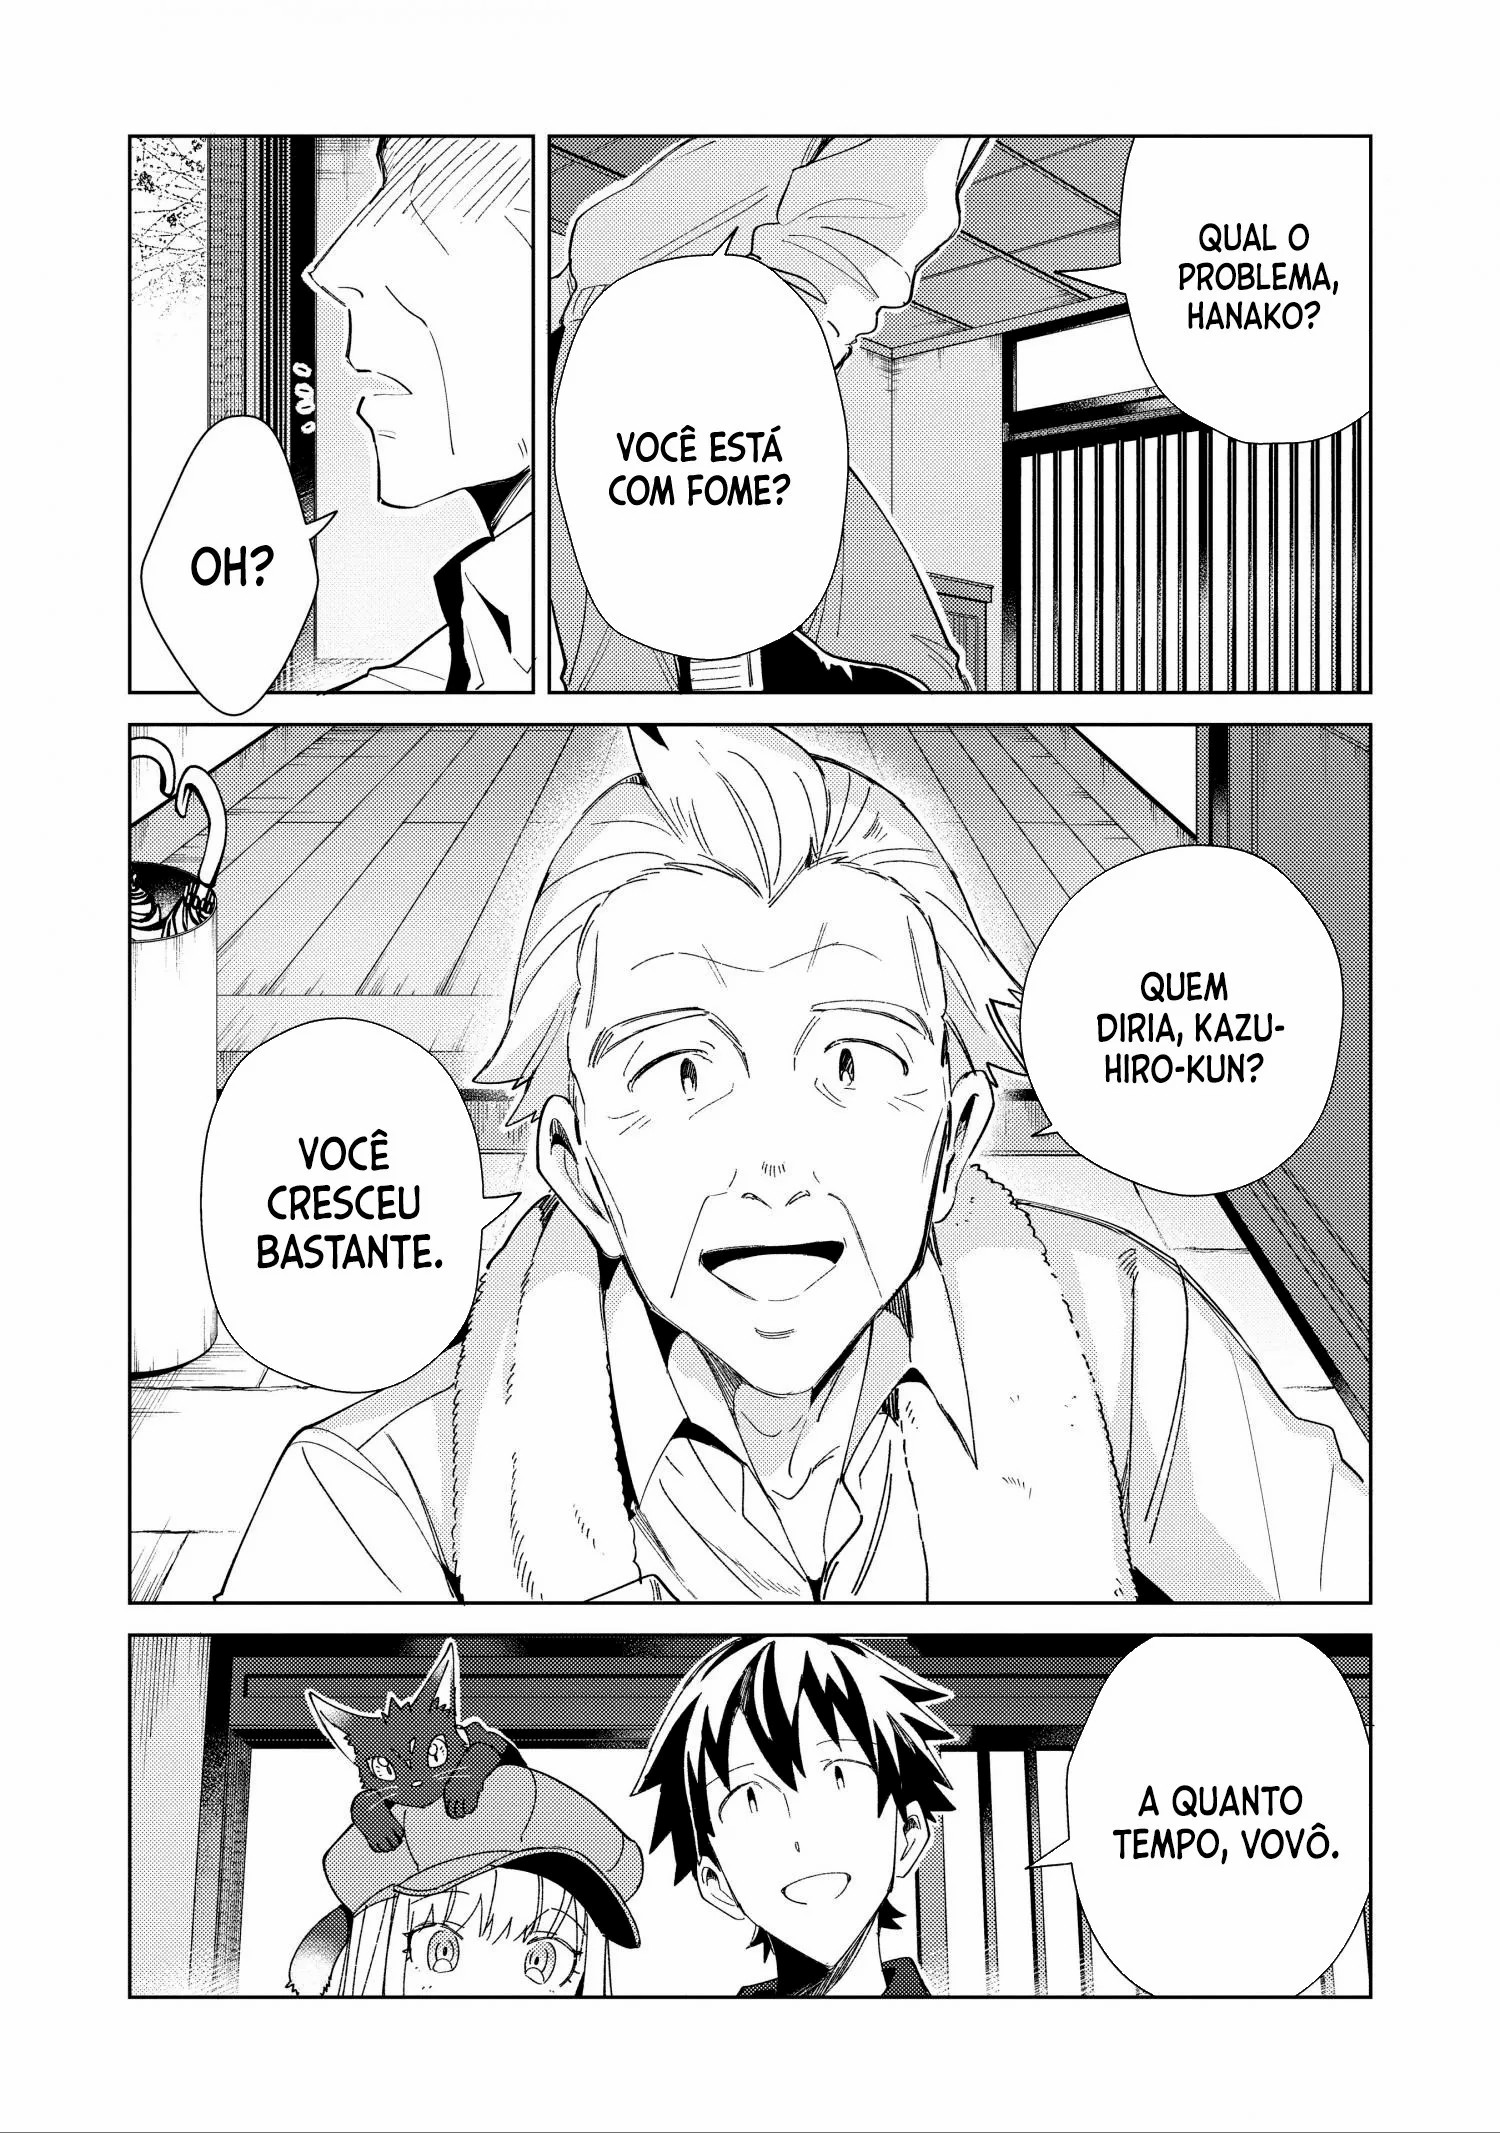 QUAL O
PROBLEMA,
HANAKO?
VOCÊ ESTÁ
COM FOME?
OH?
QUEM
DIRIA, KAZU-
HIRO-KUN?
VOCÊ
CRESCEU
BASTANTE.
A QUANTO
TEMPO, VOVÔ.